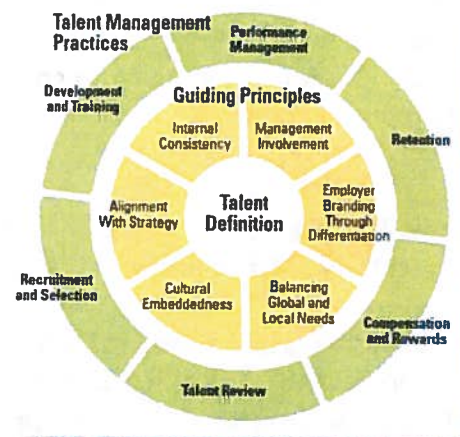 Talent Management
Practices
Performance
Management
Development
and Training
Guiding Principles
Internal
Consistency
Management
Involvement
Retention
Alignment
With Strategy
Talent
Definition
Employer
Branding
Through
Differentiation
Recruitment
and Selection
Cultural
Embeddedness
Balancing
Global and
Local Needs
Compensation
and Rewards
Talent Review